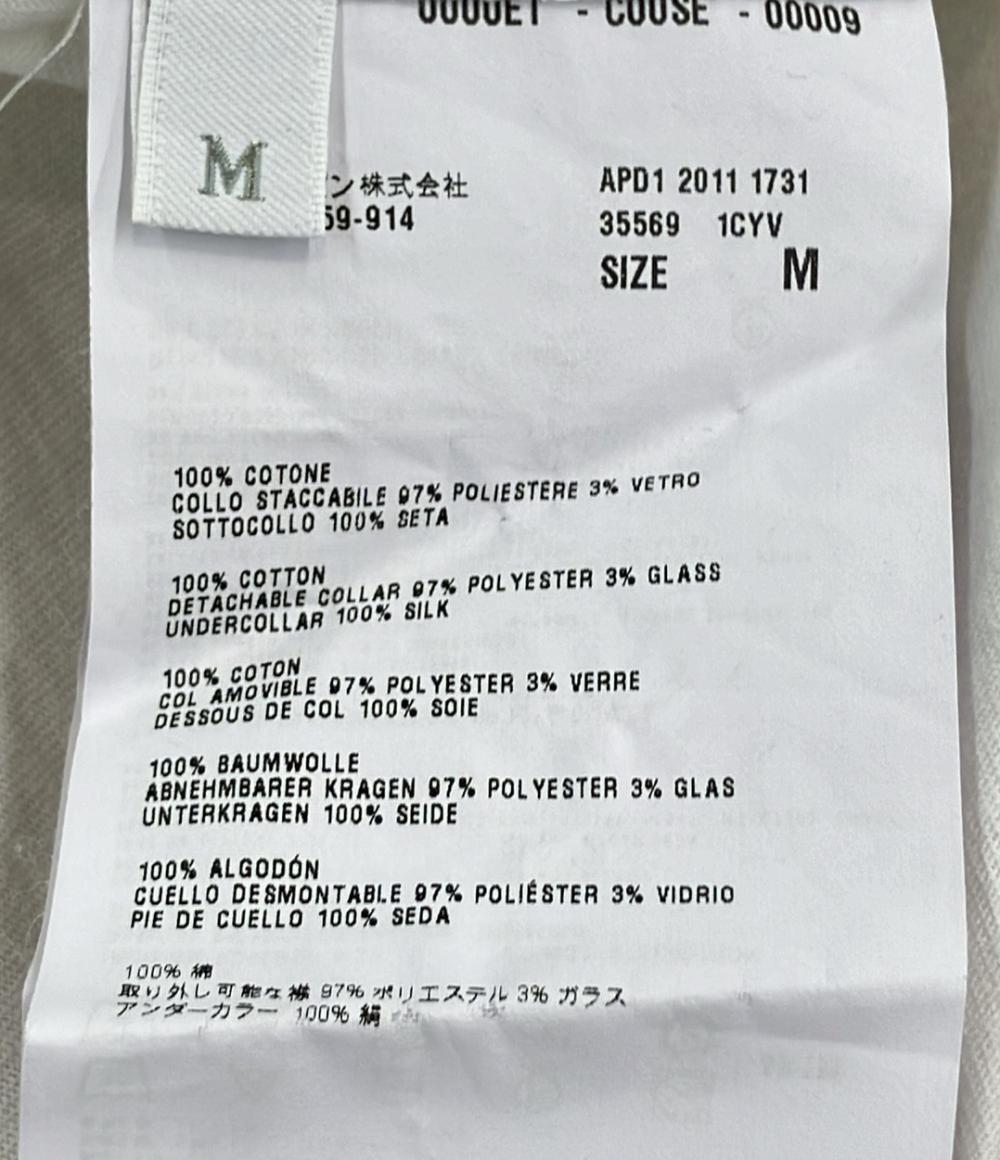 - COUSE - 00009
M
ン株式会社
59-914
APD1 2011 1731
35569 1CYV
SIZE M
100% COTONE
COLLO STACCABILE 97% POLIESTERE 3% VETRO
SOTTOCOLLO 100% SETA
100% COTTON
DETACHABLE COLLAR 97% POLYESTER 3% GLASS
UNDERCOLLAR 100% SILK
100% COTON
COL AMOVIBLE 97% POLYESTER 3% VERRE
DESSOUS DE COL 100% SOIE
100% BAUMWOLLE
ABNEHMBARER KRAGEN 97% POLYESTER 3% GLAS
UNTERKRAGEN 100% SEIDE
100% ALGODÓN
CUELLO DESMONTABLE 97% POLIÉSTER 3% VIDRIO
PIE DE CUELLO 100% SEDA
100% 綿
取り外し可能な襟 97% ポリエステル 3% ガラス
アンダーカラー 100% 絹